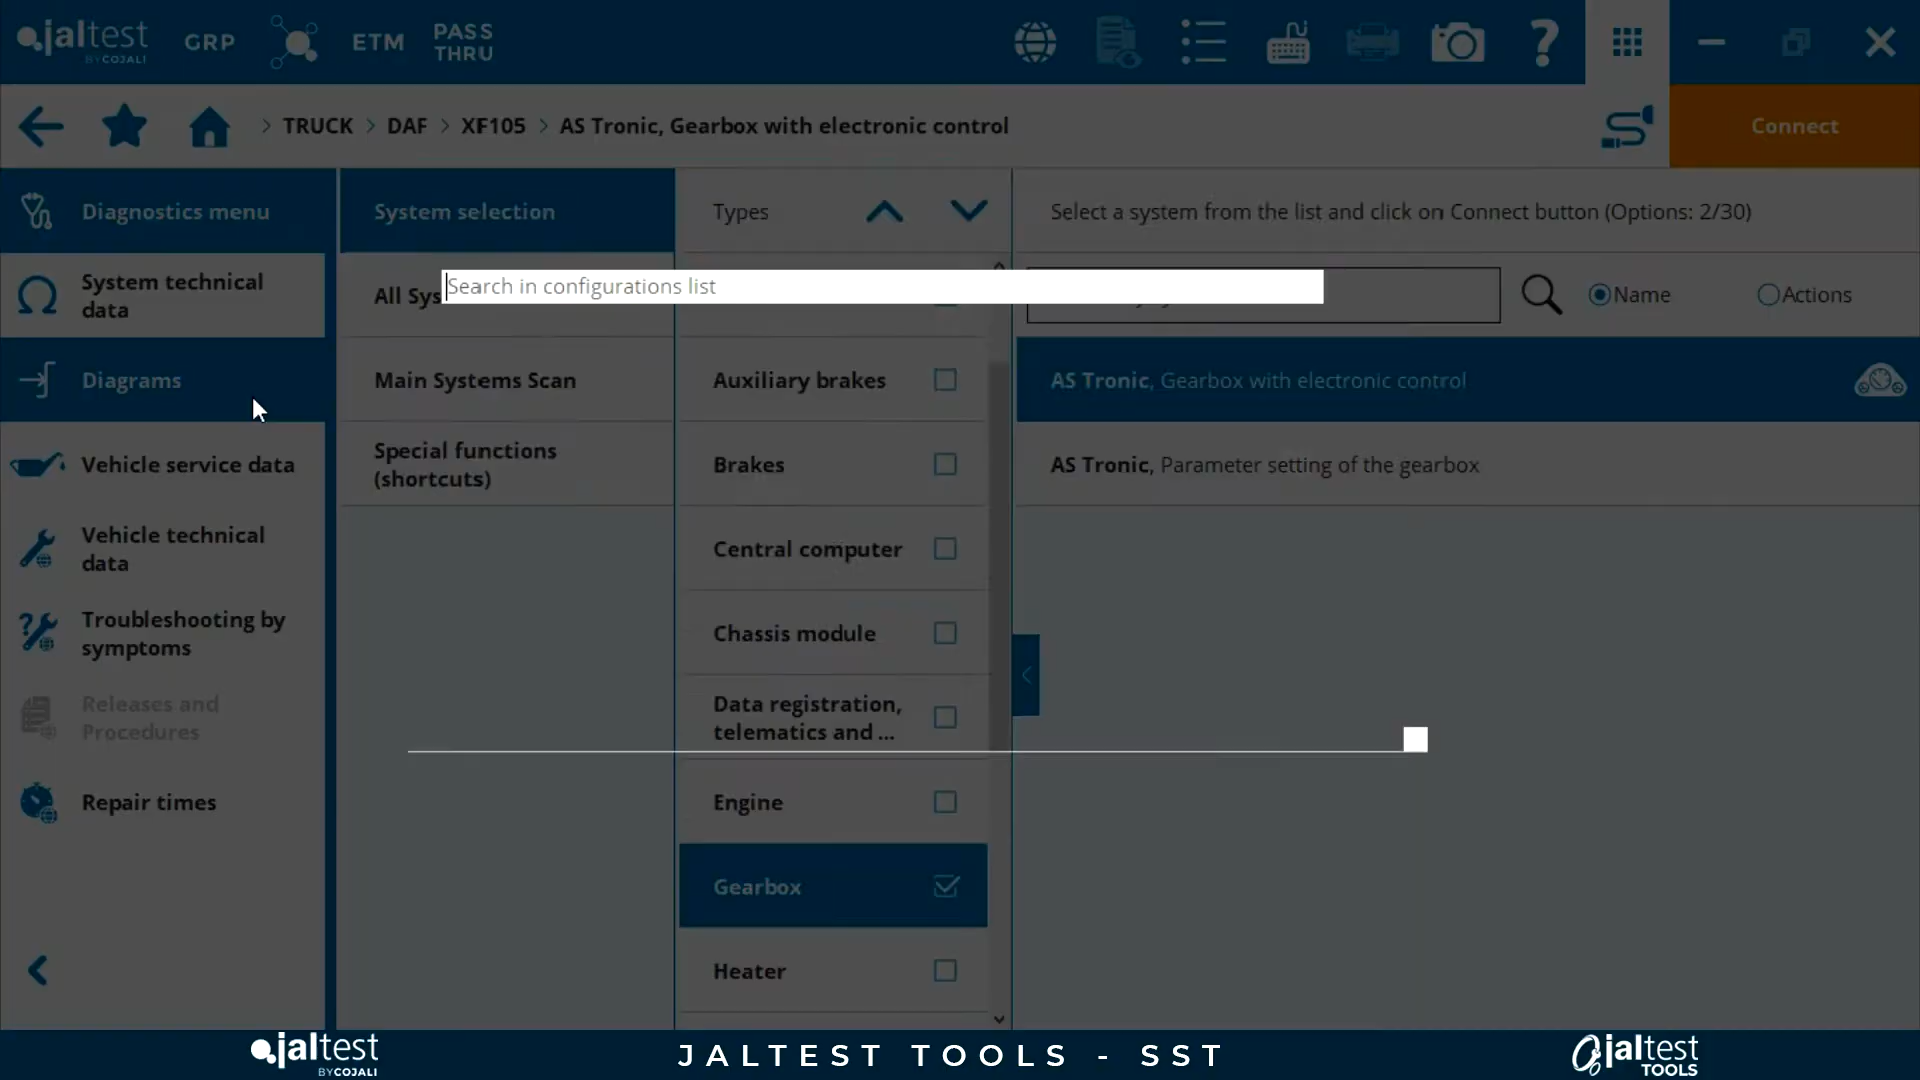 jaltest
BY COJALI
GRP
ETM
PASS
THRU
> TRUCK > DAF > XF105 > AS Tronic, Gearbox with electronic control
Connect
Diagnostics menu
System technical
data
Diagrams
Vehicle service data
Vehicle technical
data
Troubleshooting by
symptoms
Releases and
Procedures
Repair times
System selection
All Sys
Main Systems Scan
Special functions
(shortcuts)
Types
Auxiliary brakes
Brakes
Central computer
Chassis module
Data registration,
telematics and ...
Engine
Gearbox
Heater
Select a system from the list and click on Connect button (Options: 2/30)
Search in configurations list
Name
Actions
AS Tronic, Gearbox with electronic control
AS Tronic, Parameter setting of the gearbox
jaltest
BY COJALI
JALTEST TOOLS - SST
jaltest
TOOLS